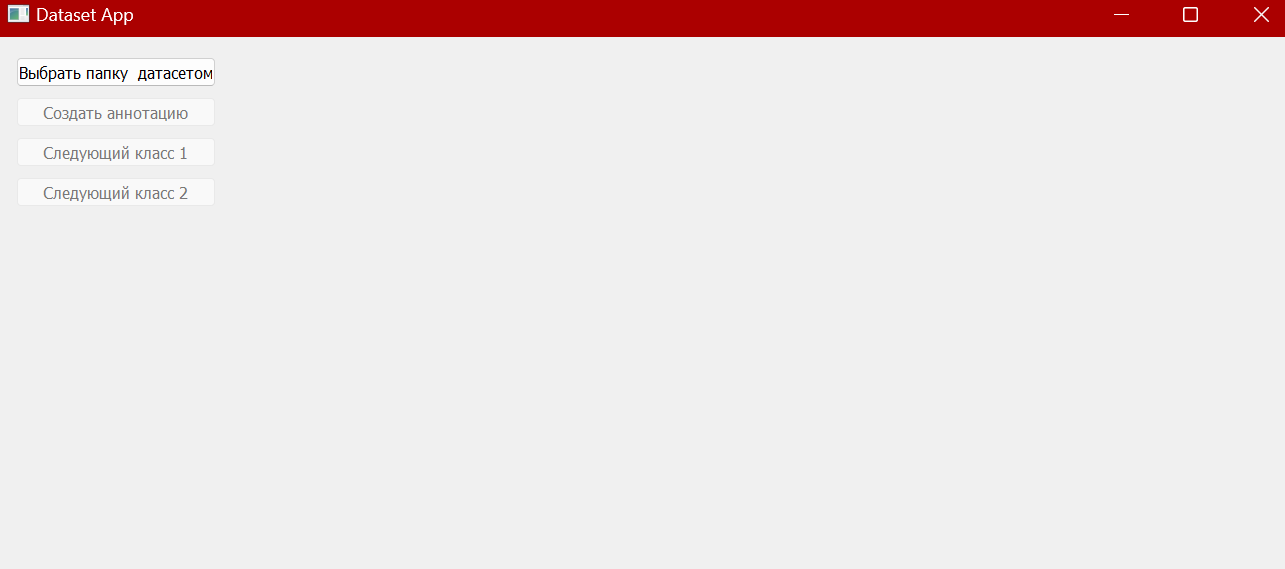 Dataset App
Выбрать папку  датасетом
Создать аннотацию
Следующий класс 1
Следующий класс 2